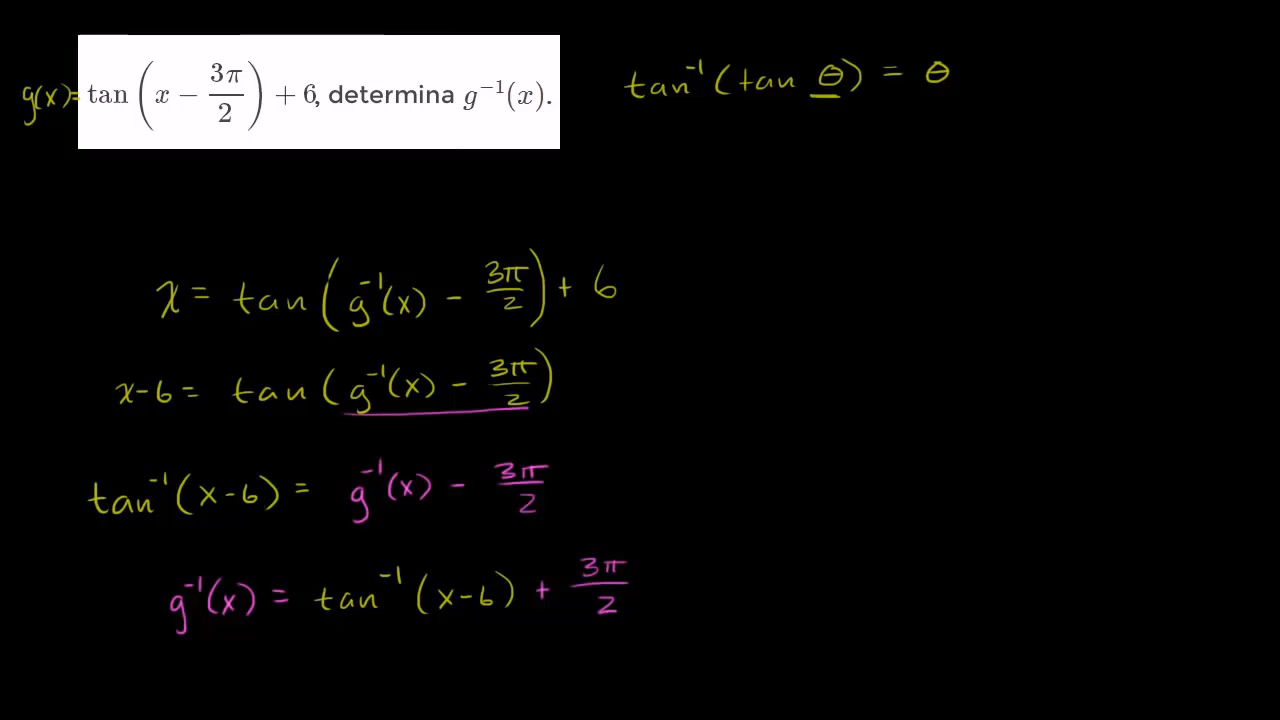 g(x)= tan(x − 3π/2) + 6, determina g⁻¹(x).
tan⁻¹(tan θ) = θ
x = tan(g⁻¹(x) - 3π/2) + 6
x-6 = tan(g⁻¹(x) - 3π/2)
tan⁻¹(x-6) = g⁻¹(x) - 3π/2
g⁻¹(x) = tan⁻¹(x-6) + 3π/2